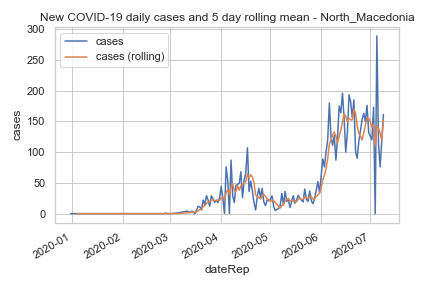 New COVID-19 daily cases and 5 day rolling mean - North_Macedonia
cases
cases (rolling)
300
250
200
150
100
50
0
cases
2020-01
2020-02
2020-03
2020-04
2020-05
2020-06
2020-07
dateRep